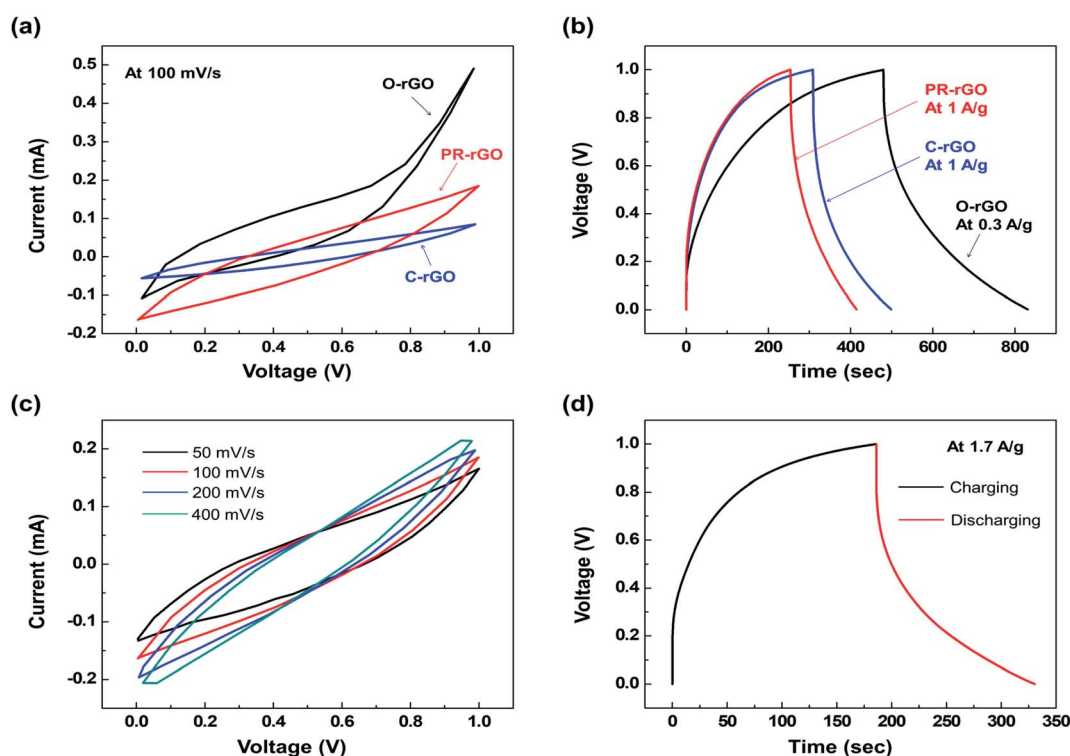 (a)
At 100 mV/s
O-rGO
PR-rGO
C-rGO
0.5
0.4
0.3
0.2
0.1
0.0
-0.1
-0.2
Current (mA)
0.0 0.2 0.4 0.6 0.8 1.0
Voltage (V)
(b)
PR-rGO
At 1 A/g
C-rGO
At 1 A/g
O-rGO
At 0.3 A/g
1.0
0.8
0.6
0.4
0.2
0.0
Voltage (V)
0 200 400 600 800
Time (sec)
(c)
50 mV/s
100 mV/s
200 mV/s
400 mV/s
0.2
0.1
0.0
-0.1
-0.2
Current (mA)
0.0 0.2 0.4 0.6 0.8 1.0
Voltage (V)
(d)
At 1.7 A/g
Charging
Discharging
1.0
0.8
0.6
0.4
0.2
0.0
Voltage (V)
0 50 100 150 200 250 300 350
Time (sec)